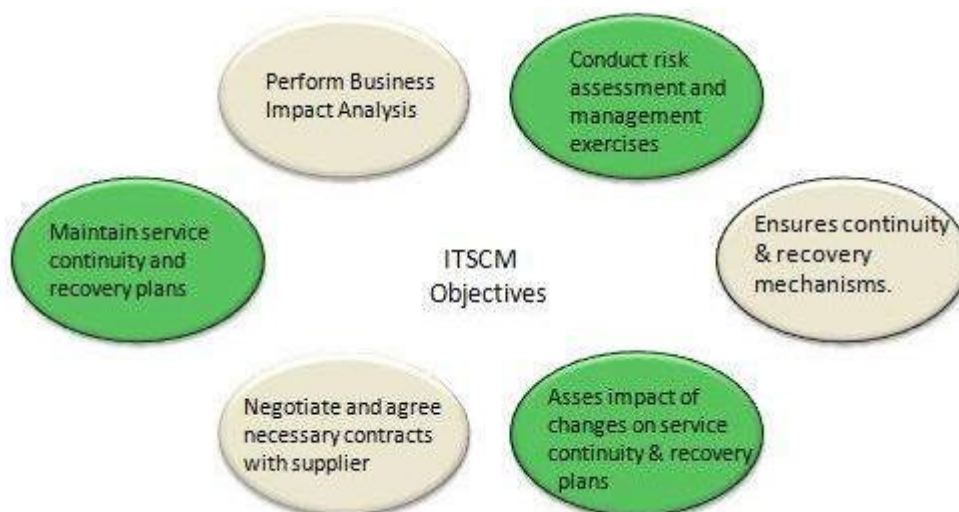 Perform Business
Impact Analysis
Conduct risk
assessment and
management
exercises
Maintain service
continuity and
recovery plans
ITSCM
Objectives
Ensures continuity
& recovery
mechanisms.
Negotiate and agree
necessary contracts
with supplier
Asses impact of
changes on service
continuity & recovery
plans